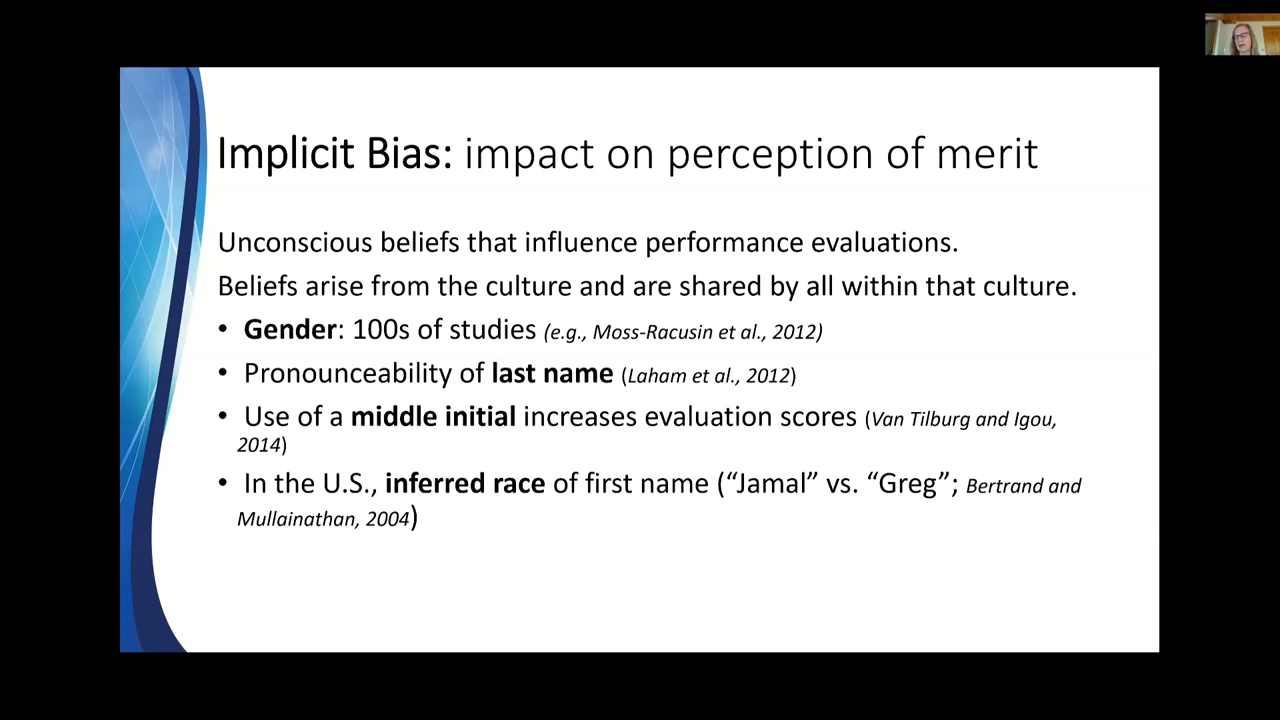 Implicit Bias: impact on perception of merit
Unconscious beliefs that influence performance evaluations.
Beliefs arise from the culture and are shared by all within that culture.
• Gender: 100s of studies (e.g., Moss-Racusin et al., 2012)
• Pronounceability of last name (Laham et al., 2012)
• Use of a middle initial increases evaluation scores (Van Tilburg and Igou,
2014)
• In the U.S., inferred race of first name (“Jamal” vs. “Greg”; Bertrand and
Mullainathan, 2004)